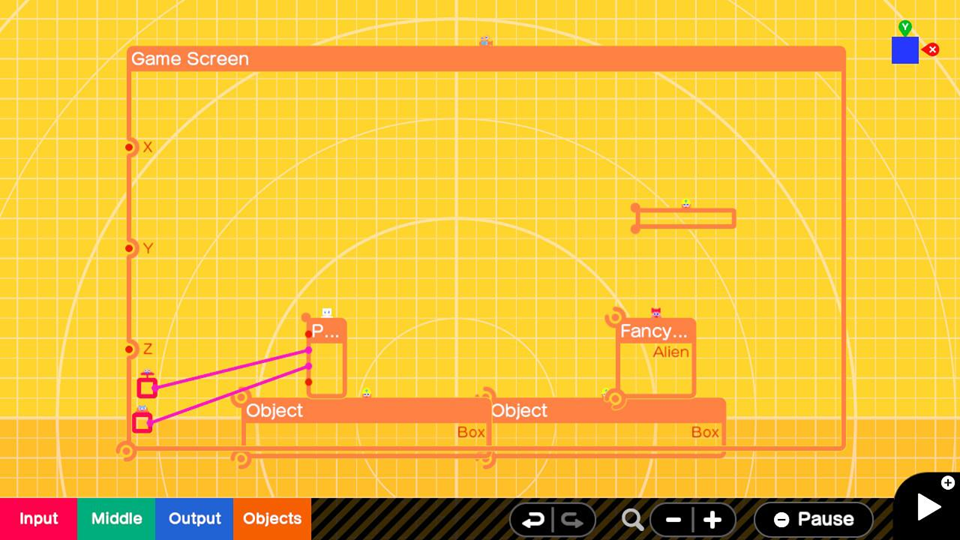 Game Screen
Y
X
X
Y
Z
P...
Fancy...
Alien
Object
Object
Box
Box
Input
Middle
Output
Objects
Pause